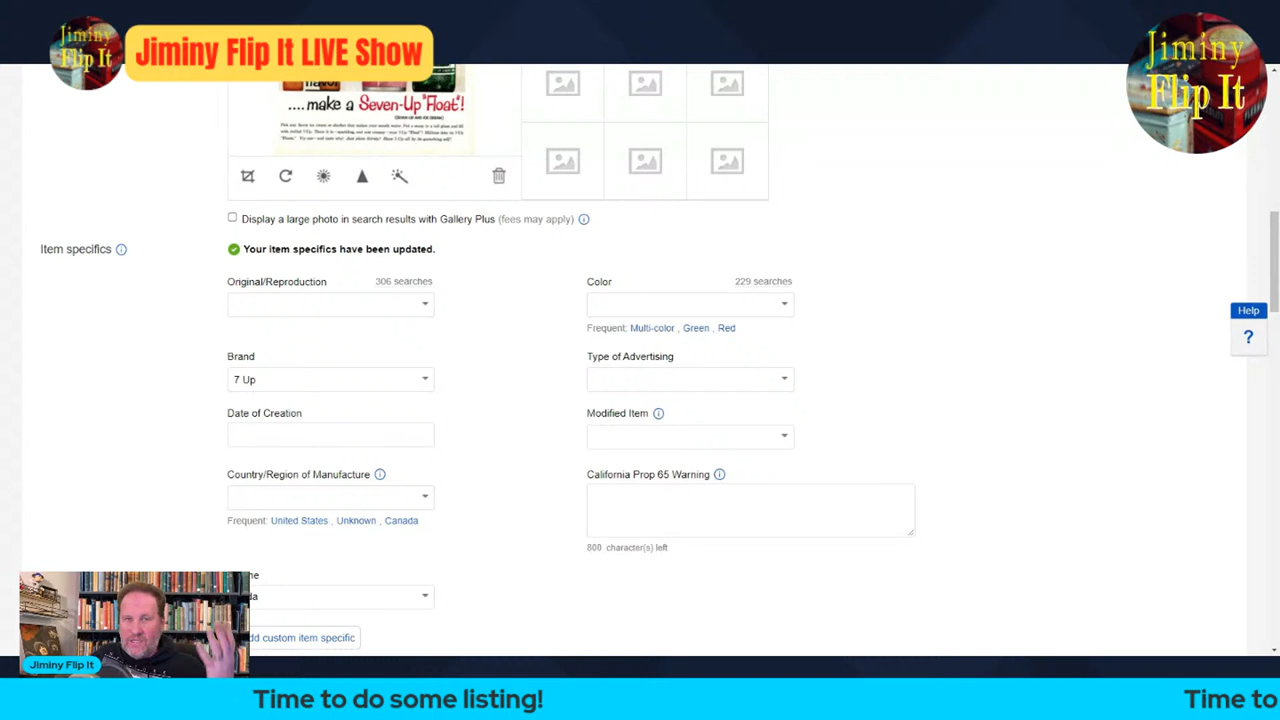 Jiminy
Flip It
Jiminy Flip It LIVE Show
Jiminy
Flip It
flavor
....make a Seven-Up "Float"!
Display a large photo in search results with Gallery Plus (fees may apply)
Item specifics
Your item specifics have been updated.
Original/Reproduction 306 searches
Color 229 searches
Frequent: Multi-color , Green , Red
Brand
7 Up
Type of Advertising
Date of Creation
Modified Item
Country/Region of Manufacture
Frequent: United States , Unknown , Canada
California Prop 65 Warning
800 character(s) left
Help
?
dd custom item specific
Jiminy Flip It
Time to do some listing!
Time to